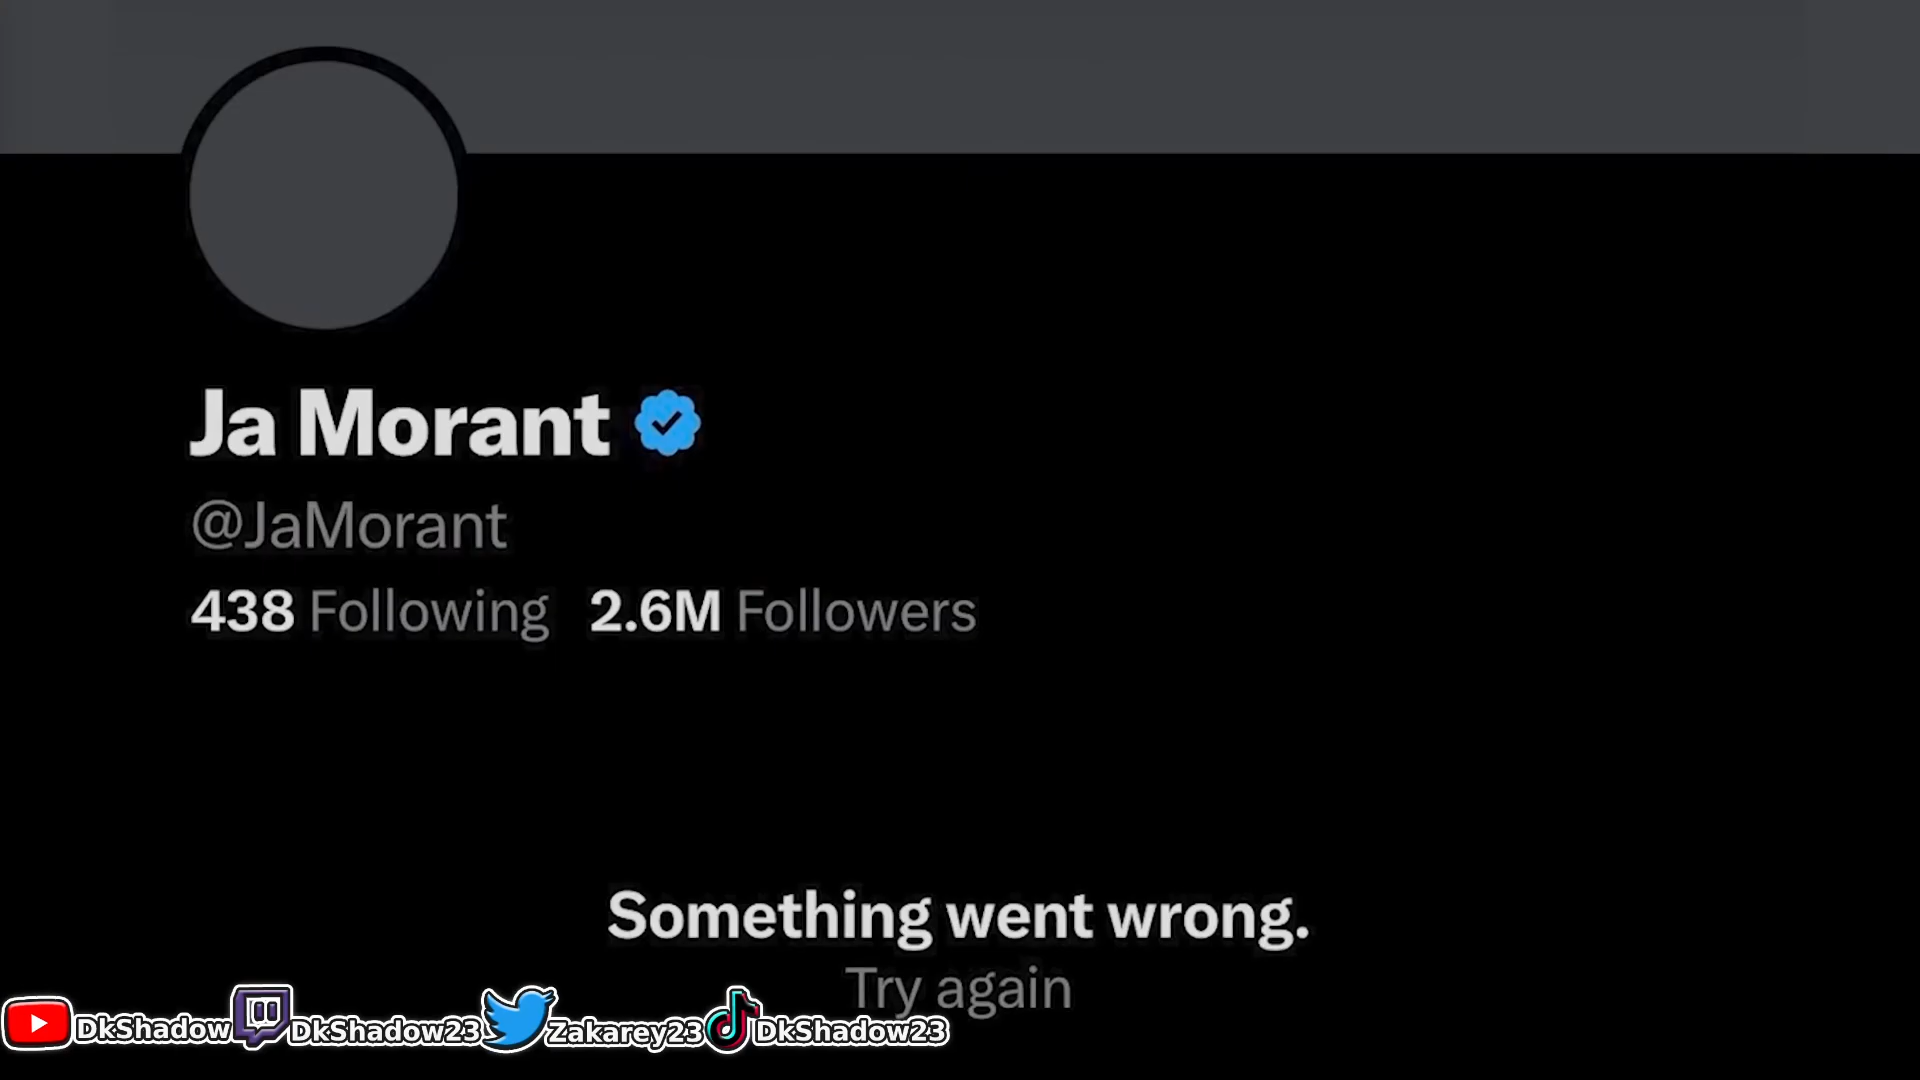 Ja Morant
@JaMorant
438 Following 2.6M Followers
Something went wrong.
Try again
DkShadow DkShadow23 Zakarey23 DkShadow23